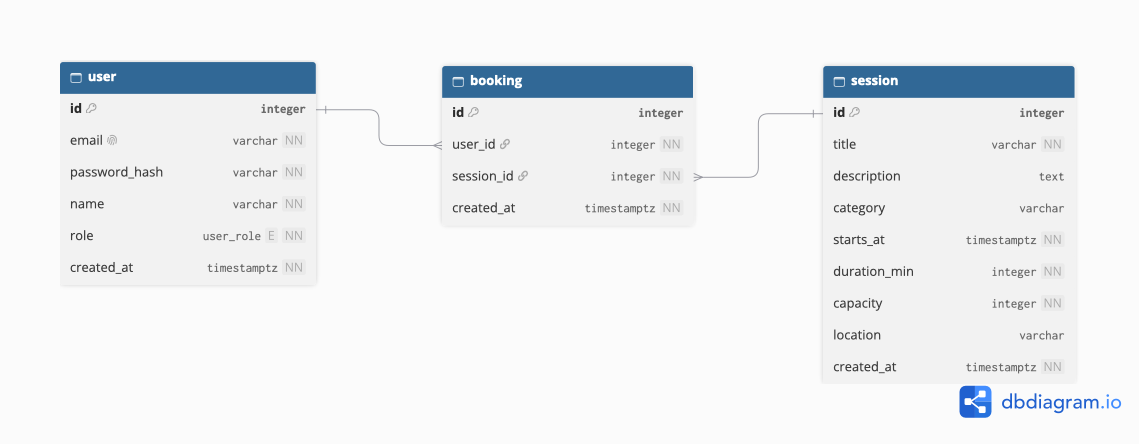 user
id integer
email varchar NN
password_hash varchar NN
name varchar NN
role user_role E NN
created_at timestamptz NN
booking
id integer
user_id integer NN
session_id integer NN
created_at timestamptz NN
session
id integer
title varchar NN
description text
category varchar
starts_at timestamptz NN
duration_min integer NN
capacity integer NN
location varchar
created_at timestamptz NN
dbdiagram.io